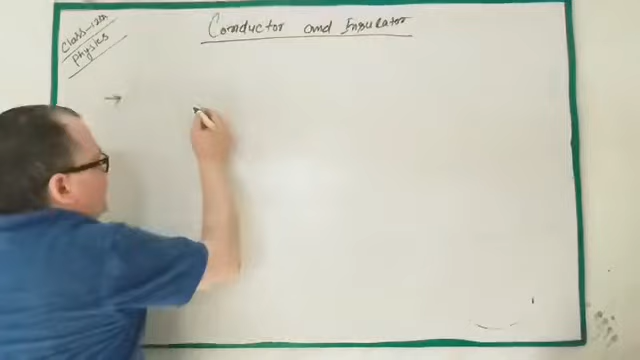 Class-12th
Physics
Conductor and Insulator
→